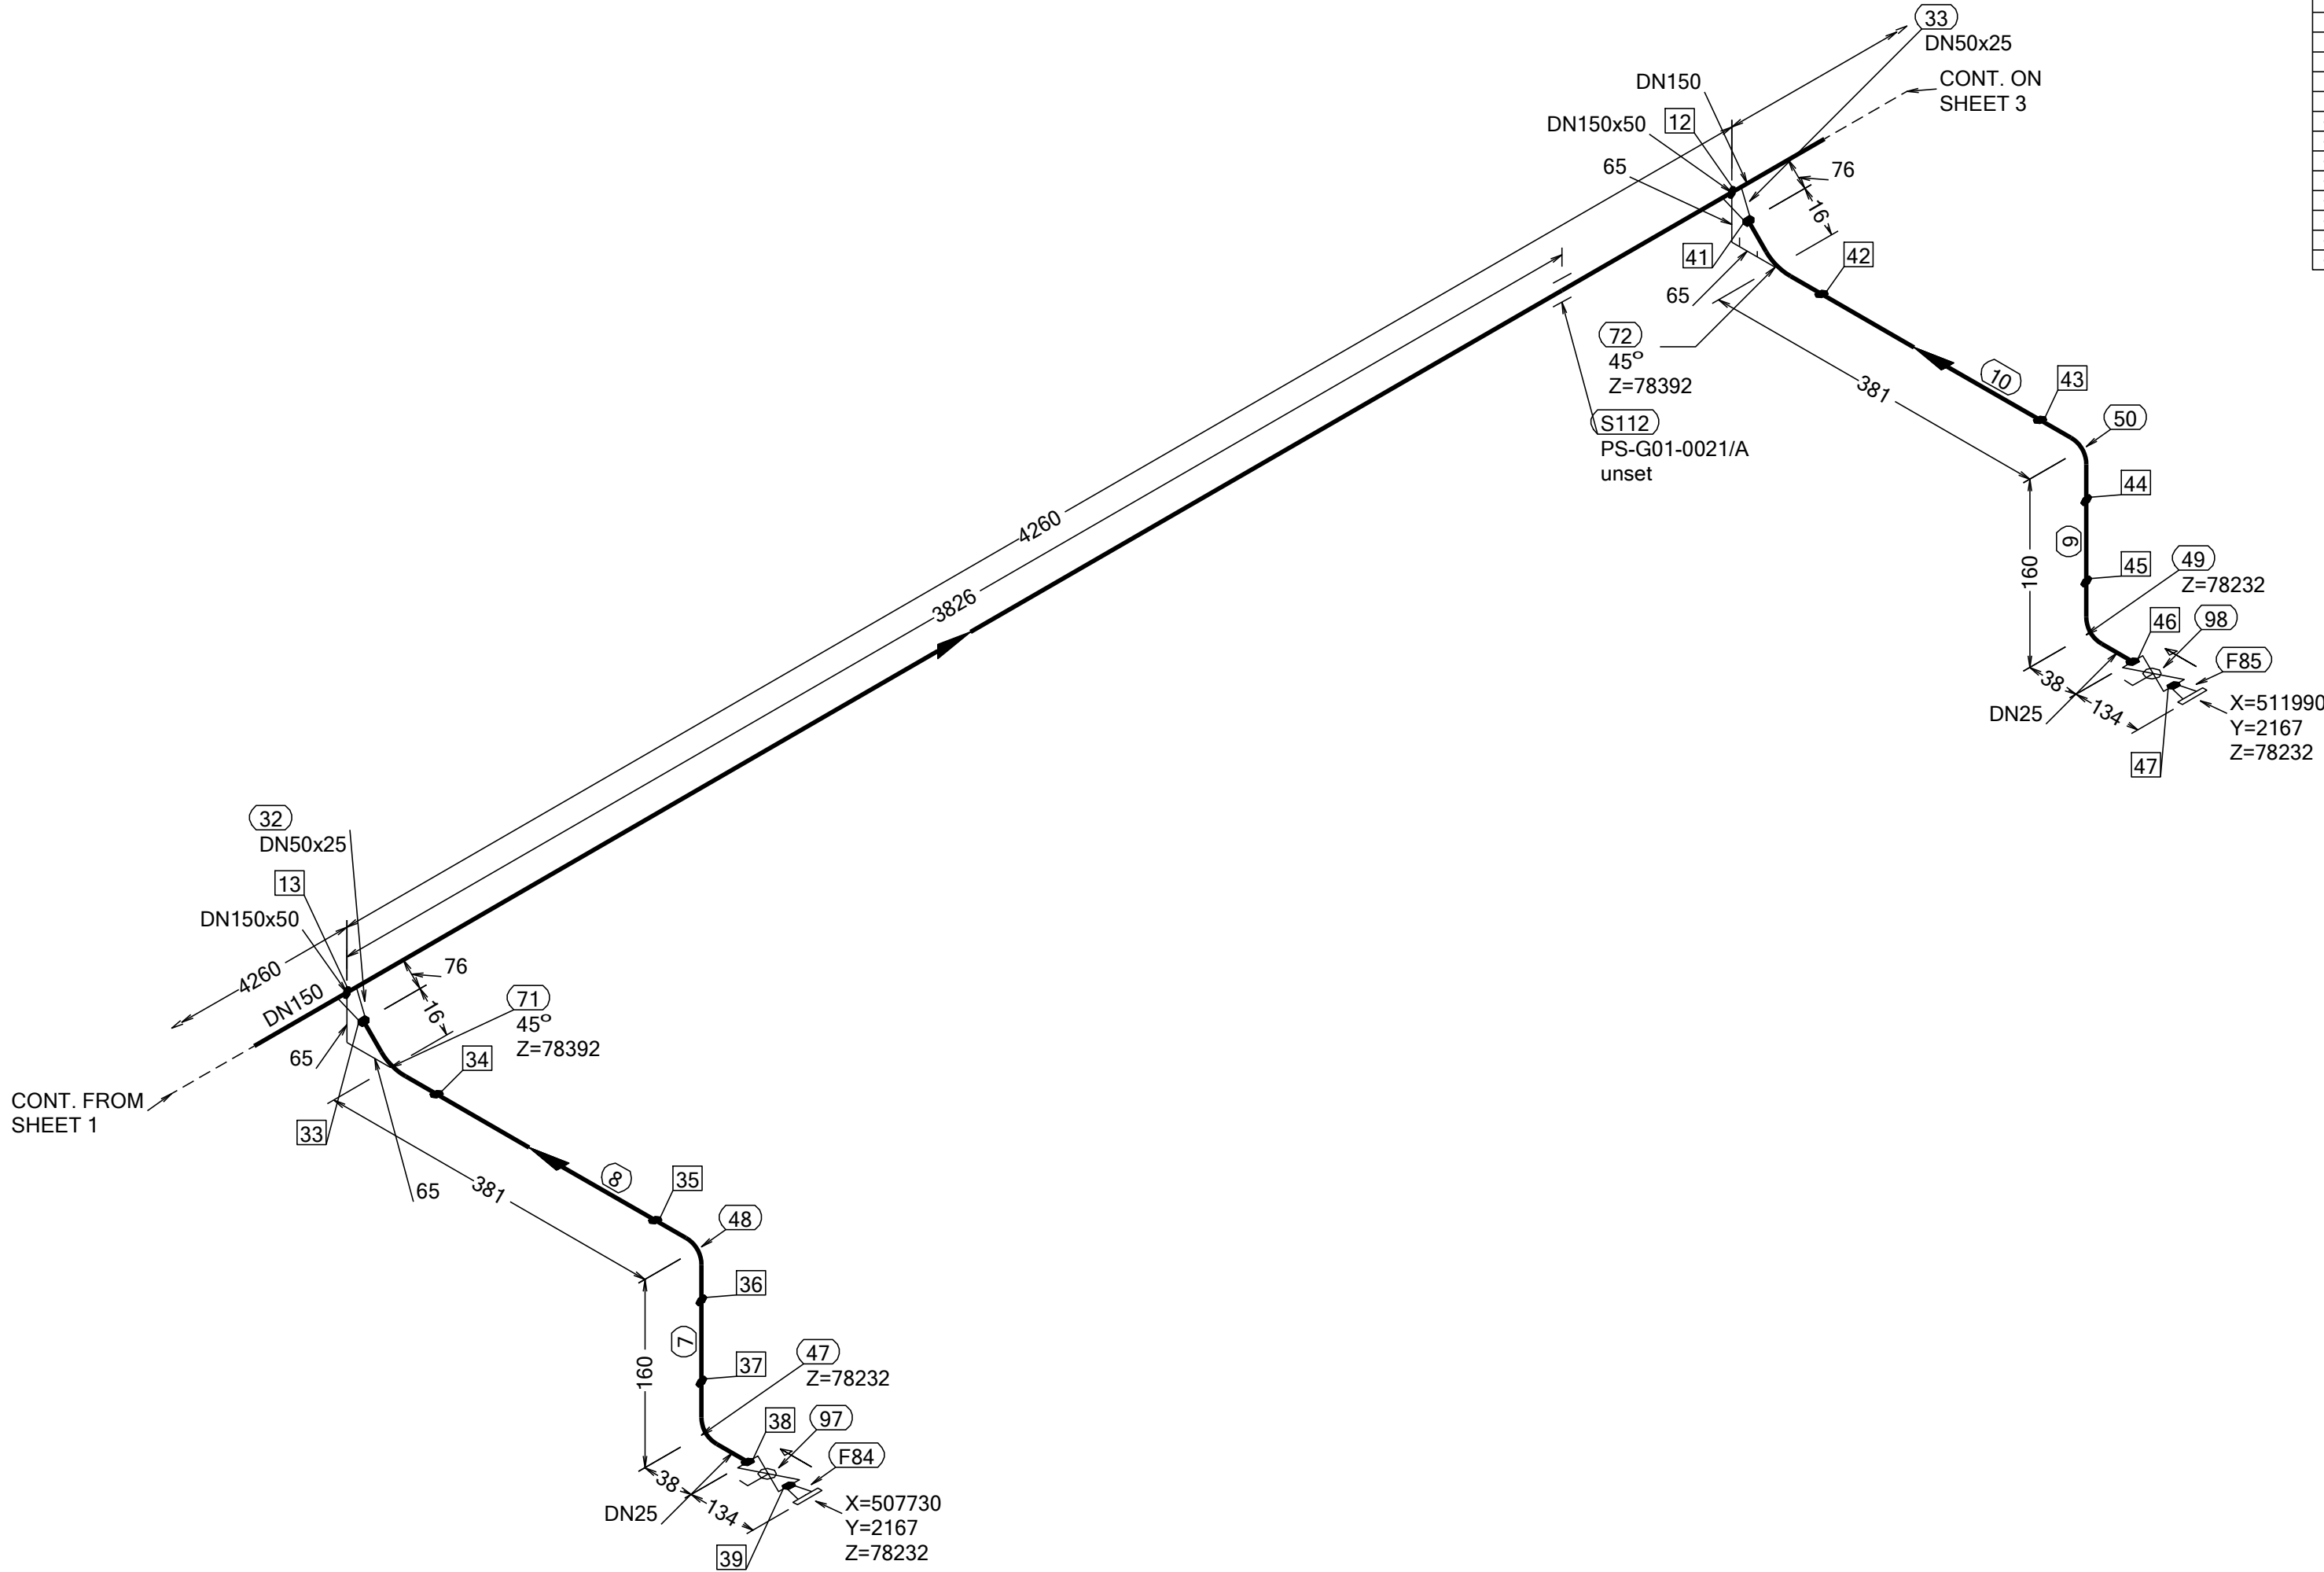 33
DN50x25
CONT. ON
SHEET 3
DN150
DN150x50
12
65
76
16
41
42
65
72
45°
Z=78392
381
10
43
50
S112
PS-G01-0021/A
unset
44
9
160
45
49
Z=78232
46
98
F85
38
134
DN25
X=511990
Y=2167
Z=78232
47
4260
3826
32
DN50x25
13
DN150x50
4260
DN150
76
16
71
45°
Z=78392
65
34
CONT. FROM
SHEET 1
33
65
381
8
35
48
36
7
160
37
47
Z=78232
38
97
F84
38
134
DN25
X=507730
Y=2167
Z=78232
39